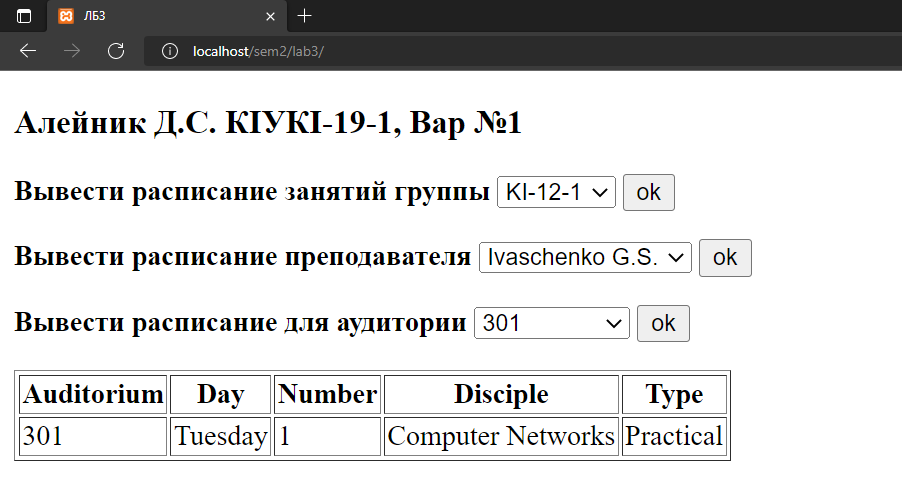 ЛБ3
localhost/sem2/lab3/
Алейник Д.С. КІУКІ-19-1, Вар №1
Вывести расписание занятий группы KI-12-1 ok
Вывести расписание преподавателя Ivaschenko G.S. ok
Вывести расписание для аудитории 301 ok
Auditorium Day Number Disciple Type
301 Tuesday 1 Computer Networks Practical